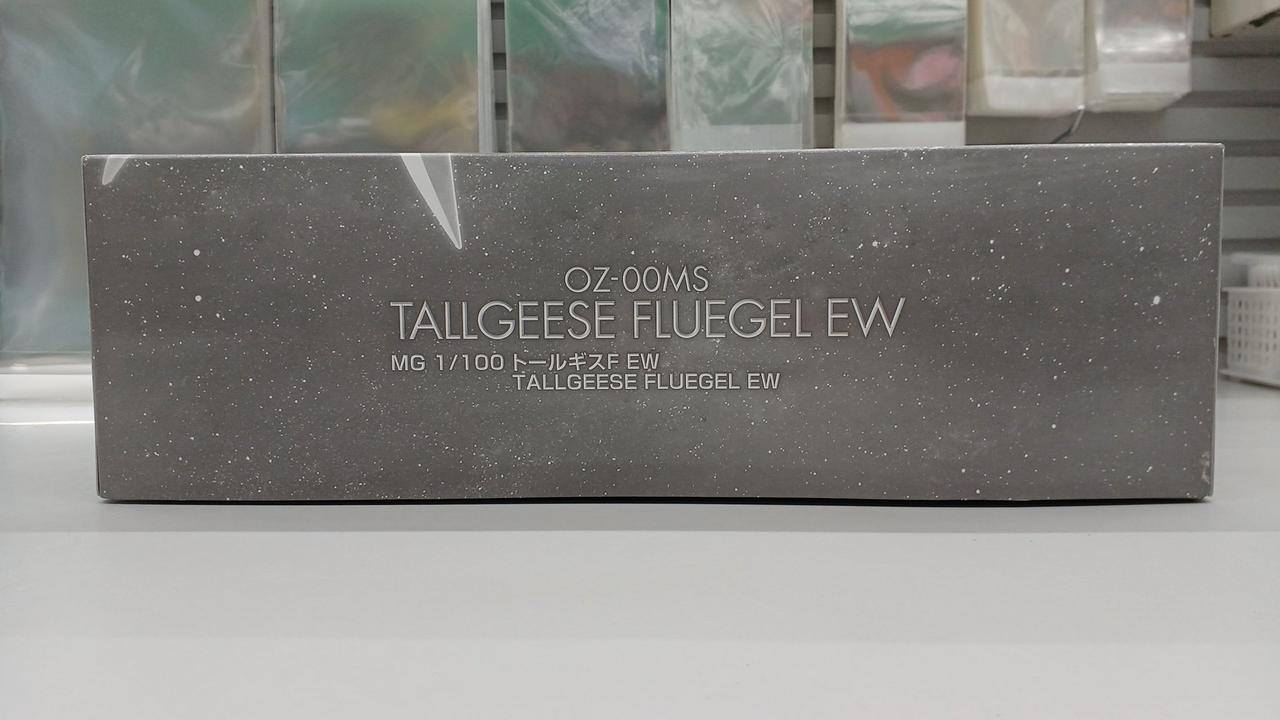 OZ-00MS
TALLGEESE FLUEGEL EW
MG 1/100 トールギスF EW
TALLGEESE FLUEGEL EW